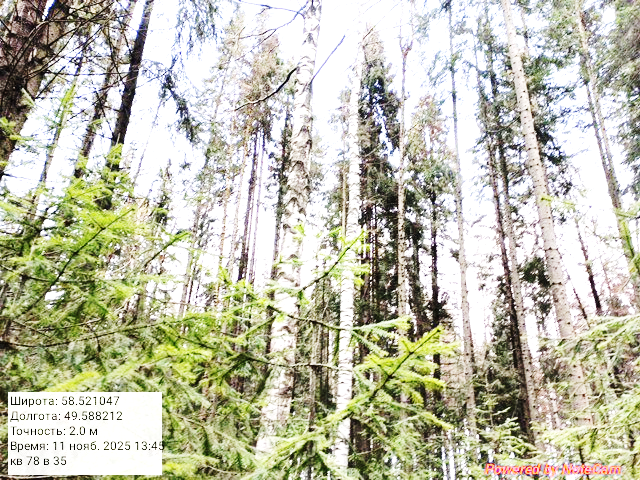 Широта: 58.521047
Долгота: 49.588212
Точность: 2.0 м
Время: 11 нояб. 2025 13:45
кв 78 в 35
Powered by NoteCam